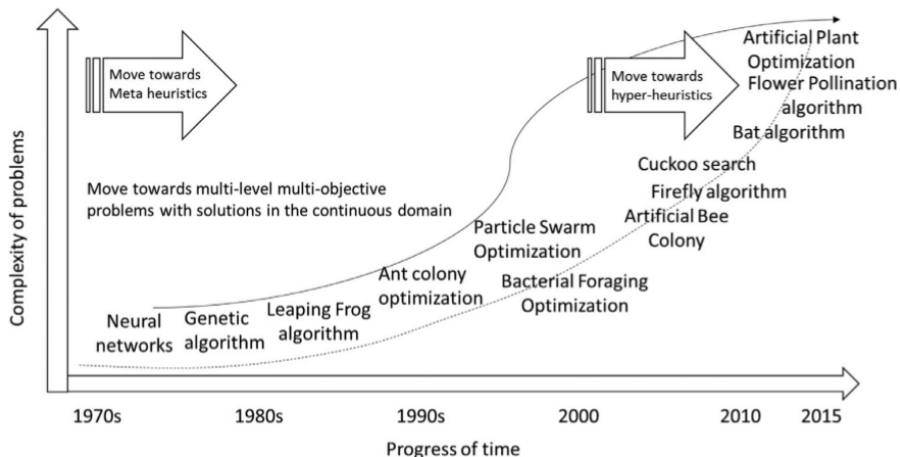 Complexity of problems
Move towards
Meta heuristics
Move towards
hyper-heuristics
Move towards multi-level multi-objective
problems with solutions in the continuous domain
Neural
networks
Genetic
algorithm
Leaping Frog
algorithm
Ant colony
optimization
Particle Swarm
Optimization
Bacterial Foraging
Optimization
Artificial Bee
Colony
Firefly algorithm
Cuckoo search
Bat algorithm
Flower Pollination
algorithm
Artificial Plant
Optimization
1970s
1980s
1990s
2000
2010
2015
Progress of time